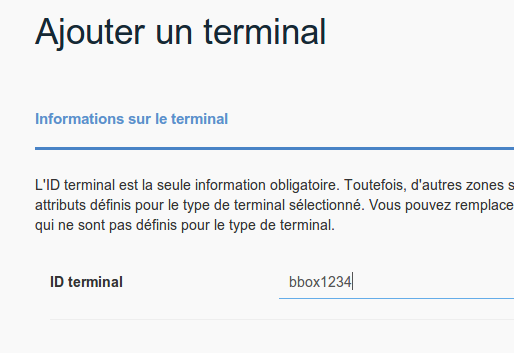 Ajouter un terminal
Informations sur le terminal
L'ID terminal est la seule information obligatoire. Toutefois, d'autres zones s
attributs définis pour le type de terminal sélectionné. Vous pouvez remplace
qui ne sont pas définis pour le type de terminal.
ID terminal bbox1234